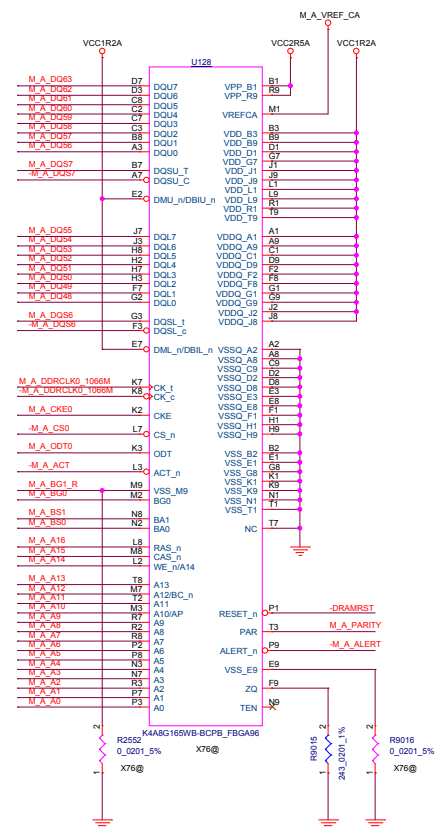 M_A_VREF_CA
VCC1R2A
VCC2R5A
VCC1R2A
U128
M_A_DQ63 D7 DQU7
M_A_DQ62 D3 DQU6
M_A_DQ61 C8 DQU5
M_A_DQ60 C2 DQU4
M_A_DQ59 C7 DQU3
M_A_DQ58 C3 DQU2
M_A_DQ57 B8 DQU1
M_A_DQ56 A3 DQU0
M_A_DQS7 B7 DQSU_t
-M_A_DQS7 A7 DQSU_C
E2 DMU_n/DBIU_n
M_A_DQ55 J7 DQL7
M_A_DQ54 J3 DQL6
M_A_DQ53 H8 DQL5
M_A_DQ52 H2 DQL4
M_A_DQ51 H7 DQL3
M_A_DQ50 H3 DQL2
M_A_DQ49 F7 DQL1
M_A_DQ48 G2 DQL0
M_A_DQS6 G3 DQSL_t
-M_A_DQS6 F3 DQSL_c
E7 DML_n/DBIL_n
M_A_DDRCLK0_1066M K7 CK_t
-M_A_DDRCLK0_1066M K8 CK_c
M_A_CKE0 K2 CKE
-M_A_CS0 L7 CS_n
M_A_ODT0 K3 ODT
M_A_ACT L3 ACT_n
M_A_BG1_R M9 VSS_M9
M_A_BG0 M2 BG0
M_A_BS1 N8 BA1
M_A_BS0 N2 BA0
M_A_A16 L8 RAS_n
M_A_A15 M8 CAS_n
M_A_A14 L2 WE_n/A14
M_A_A13 T8 A13
M_A_A12 M7 A12/BC_n
M_A_A11 T2 A11
M_A_A10 M3 A10/AP
M_A_A9 R7 A9
M_A_A8 R2 A8
M_A_A7 R8 A7
M_A_A6 P2 A6
M_A_A5 P8 A5
M_A_A4 N3 A4
M_A_A3 N7 A3
M_A_A2 R3 A2
M_A_A1 P7 A1
M_A_A0 P3 A0
VPP_B1 B1
VPP_R9 R9
VREFCA M1
VDD_B3 B3
VDD_B9 B9
VDD_D1 D1
VDD_G7 G7
VDD_J1 J1
VDD_J9 J9
VDD_L1 L1
VDD_L9 L9
VDD_R1 R1
VDD_T9 T9
VDDQ_A1 A1
VDDQ_A9 A9
VDDQ_C1 C1
VDDQ_D9 D9
VDDQ_F2 F2
VDDQ_F8 F8
VDDQ_G1 G1
VDDQ_G9 G9
VDDQ_J2 J2
VDDQ_J8 J8
VSSQ_A2 A2
VSSQ_A8 A8
VSSQ_C9 C9
VSSQ_D2 D2
VSSQ_D8 D8
VSSQ_E3 E3
VSSQ_E8 E8
VSSQ_F1 F1
VSSQ_H1 H1
VSSQ_H9 H9
VSS_B2 B2
VSS_E1 E1
VSS_G8 G8
VSS_K1 K1
VSS_K9 K9
VSS_N1 N1
VSS_T1 T1
NC T7
RESET_n P1 -DRAMRST
PAR T3 M_A_PARITY
ALERT_n P9 -M_A_ALERT
VSS_E9 E9
ZQ F9
TEN N9
K4A8G165WB-BCPB_FBGA96
X76@
2
R2552
0_0201_5%
1
X76@
2
R9015
243_0201_1%
1
2
R9016
0_0201_5%
1
X76@